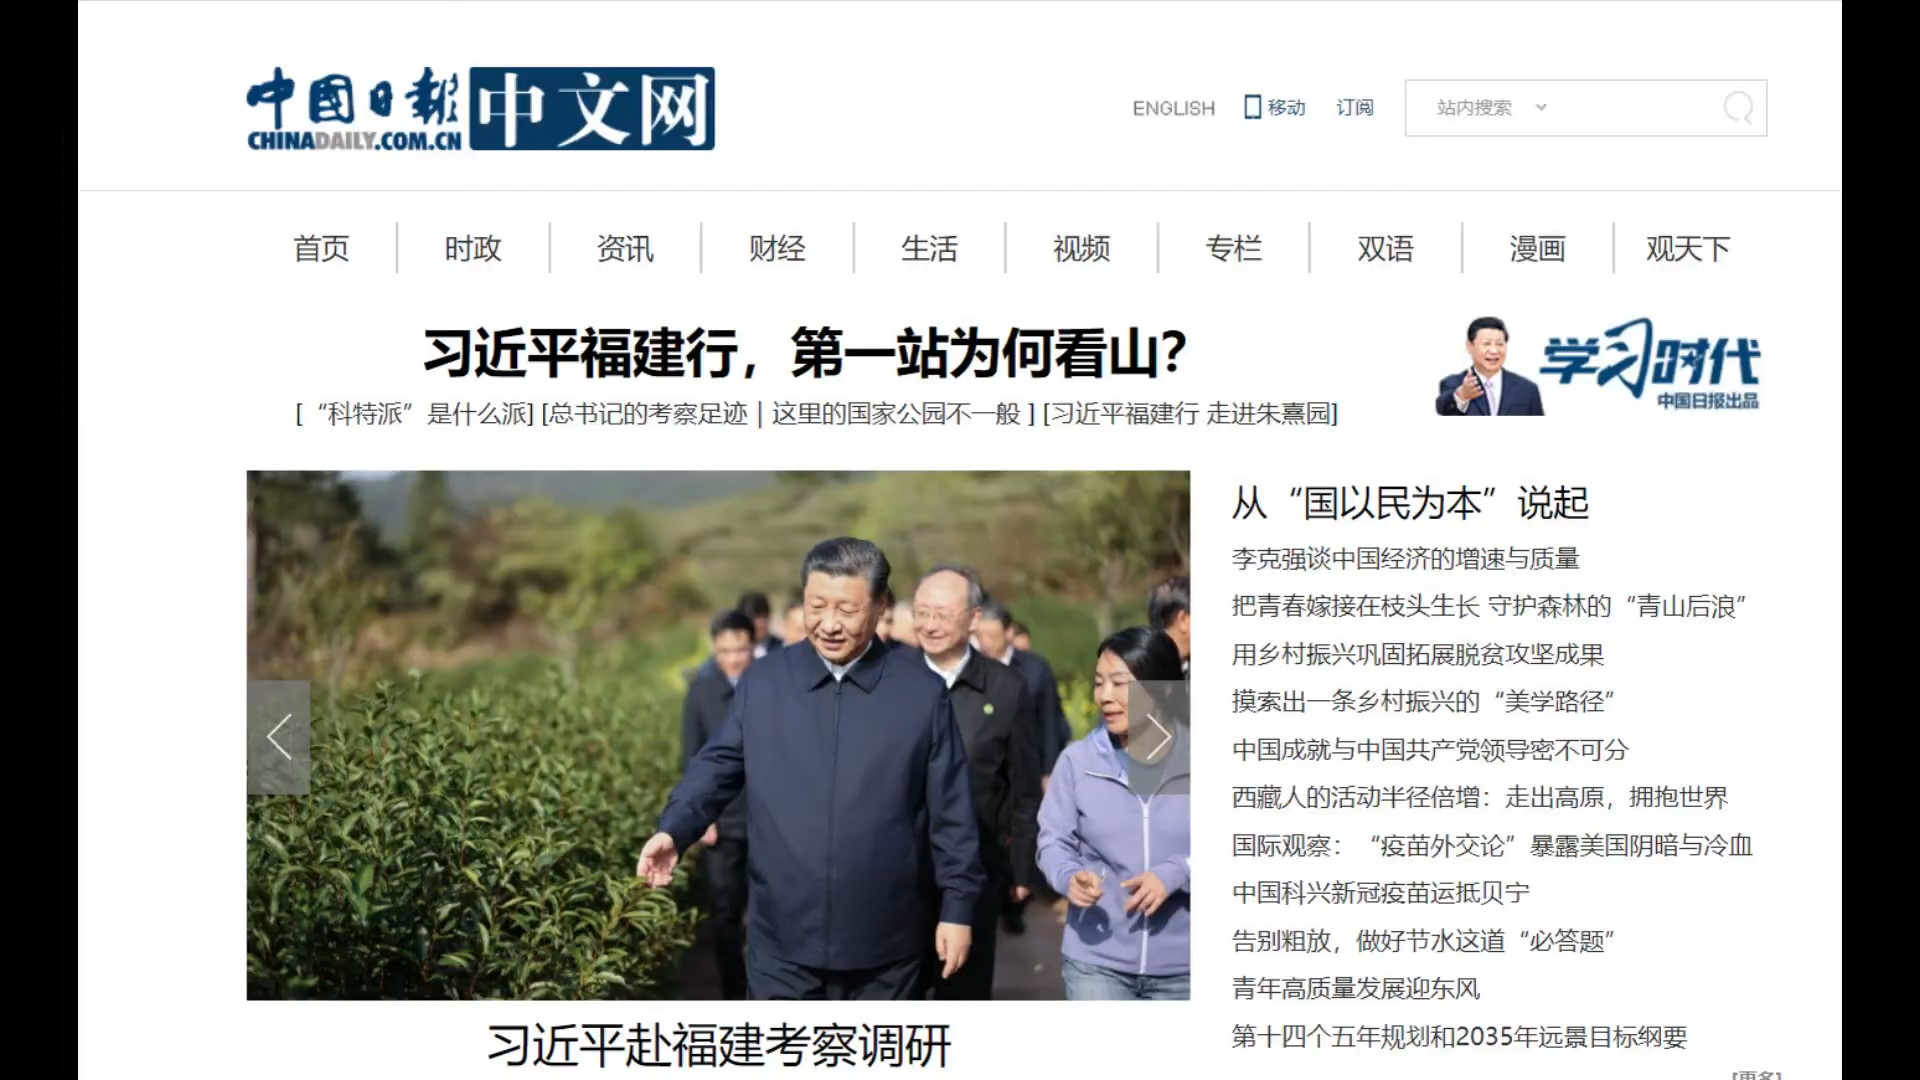 中国日報 中文网
CHINADAILY.COM.CN
ENGLISH 移动 订阅 站内搜索
首页 时政 资讯 财经 生活 视频 专栏 双语 漫画 观天下
习近平福建行，第一站为何看山？
[ “科特派”是什么派] [总书记的考察足迹 | 这里的国家公园不一般 ] [习近平福建行 走进朱熹园]
学习时代
中国日报出品
从“国以民为本”说起
李克强谈中国经济的增速与质量
把青春嫁接在枝头生长 守护森林的“青山后浪”
用乡村振兴巩固拓展脱贫攻坚成果
摸索出一条乡村振兴的“美学路径”
中国成就与中国共产党领导密不可分
西藏人的活动半径倍增：走出高原，拥抱世界
国际观察：“疫苗外交论”暴露美国阴暗与冷血
中国科兴新冠疫苗运抵贝宁
告别粗放，做好节水这道“必答题”
青年高质量发展迎东风
第十四个五年规划和2035年远景目标纲要
习近平赴福建考察调研
[更多]